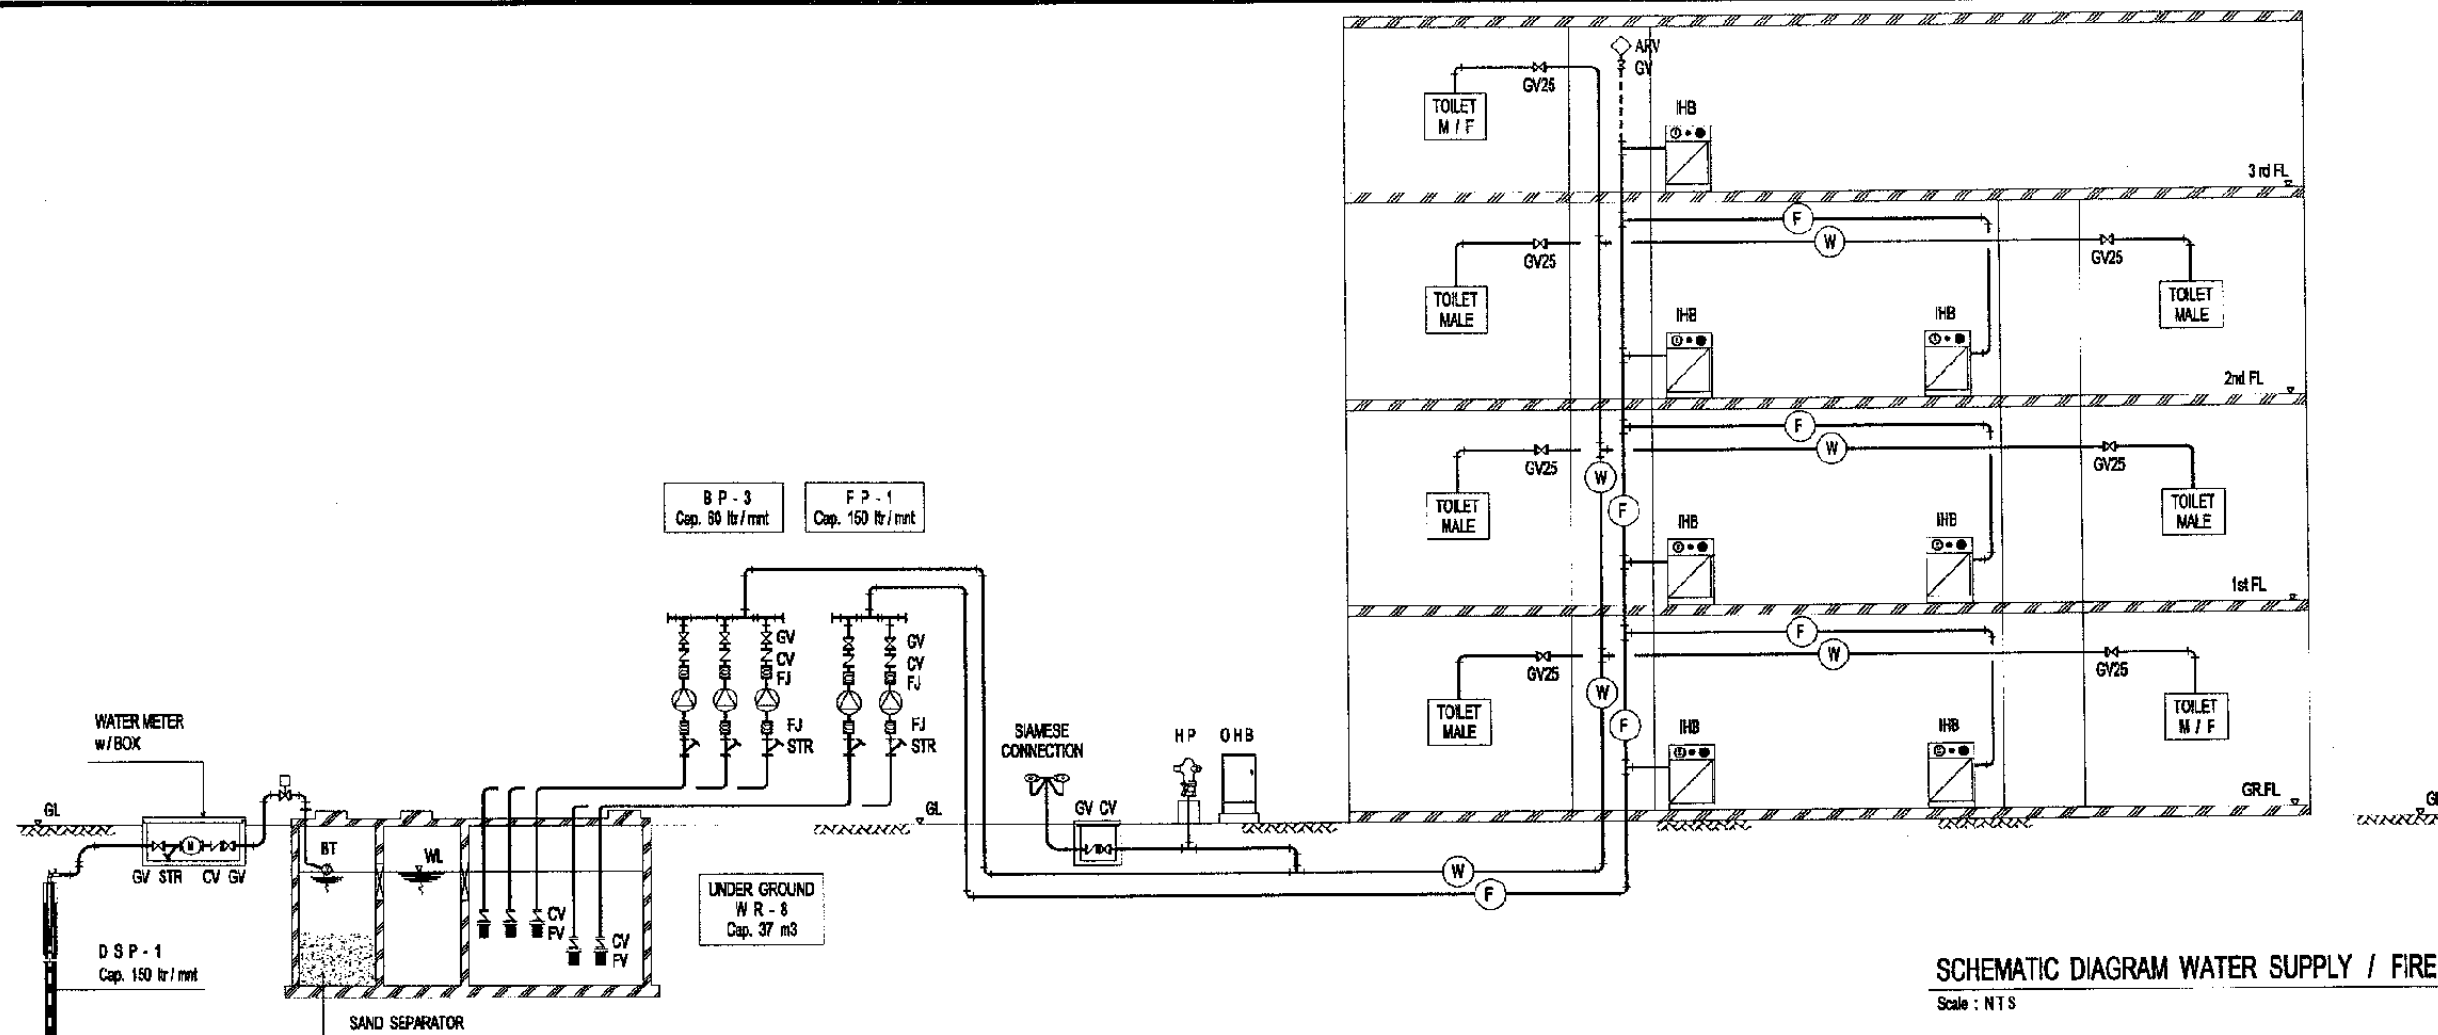 ARV
GV
GV25
TOILET
M / F
IHB
3 rd FL
F
W
GV25
GV25
TOILET
MALE
IHB
IHB
TOILET
MALE
2nd FL
F
W
GV25
GV25
W
F
TOILET
MALE
IHB
IHB
TOILET
MALE
1st FL
B P - 3
Cap. 60 ltr / mnt
F P - 1
Cap. 150 ltr / mnt
F
W
GV25
GV25
W
F
TOILET
MALE
IHB
IHB
TOILET
M / F
GR.FL
GV
CV
FJ
FJ
STR
GV
CV
FJ
FJ
STR
WATER METER
w/ BOX
SIAMESE
CONNECTION
H P
O H B
GL
GL
GV CV
M
GV STR CV GV
BT
WL
CV
FV
CV
FV
UNDER GROUND
W R - 8
Cap. 37 m3
W
F
D S P - 1
Cap. 150 ltr / mnt
SAND SEPARATOR
SCHEMATIC DIAGRAM WATER SUPPLY / FIRE
Scale : N T S